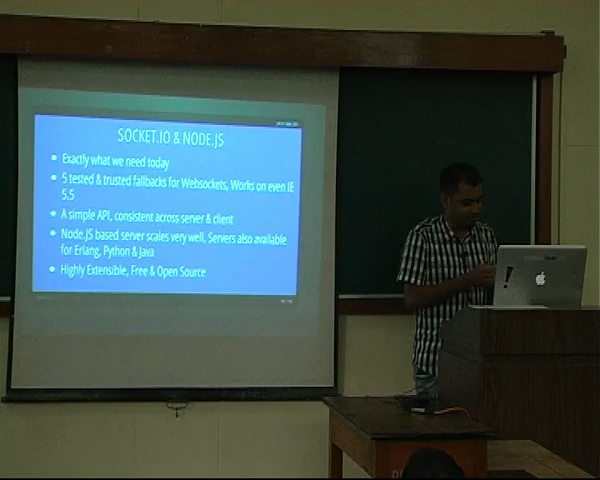 SOCKET.IO & NODE.JS
Exactly what we need today
5 tested & trusted fallbacks for Websockets, Works on even IE
5.5
A simple API, consistent across server & client
Node.JS based server scales very well, Servers also available
for Erlang, Python & Java
Highly Extensible, Free & Open Source